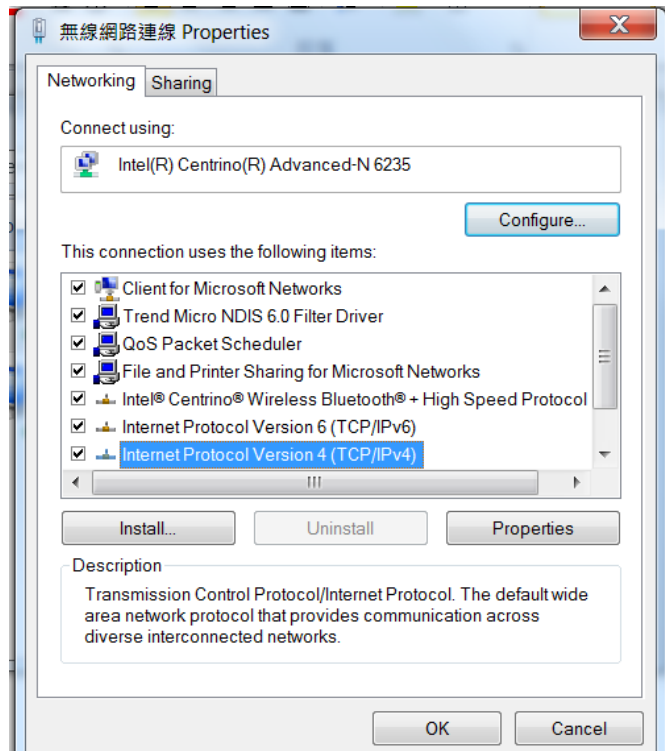 無線網路連線 Properties
Networking
Sharing
Connect using:
Intel(R) Centrino(R) Advanced-N 6235
Configure...
This connection uses the following items:
Client for Microsoft Networks
Trend Micro NDIS 6.0 Filter Driver
QoS Packet Scheduler
File and Printer Sharing for Microsoft Networks
Intel® Centrino® Wireless Bluetooth® + High Speed Protocol
Internet Protocol Version 6 (TCP/IPv6)
Internet Protocol Version 4 (TCP/IPv4)
Install...
Uninstall
Properties
Description
Transmission Control Protocol/Internet Protocol. The default wide
area network protocol that provides communication across
diverse interconnected networks.
OK
Cancel